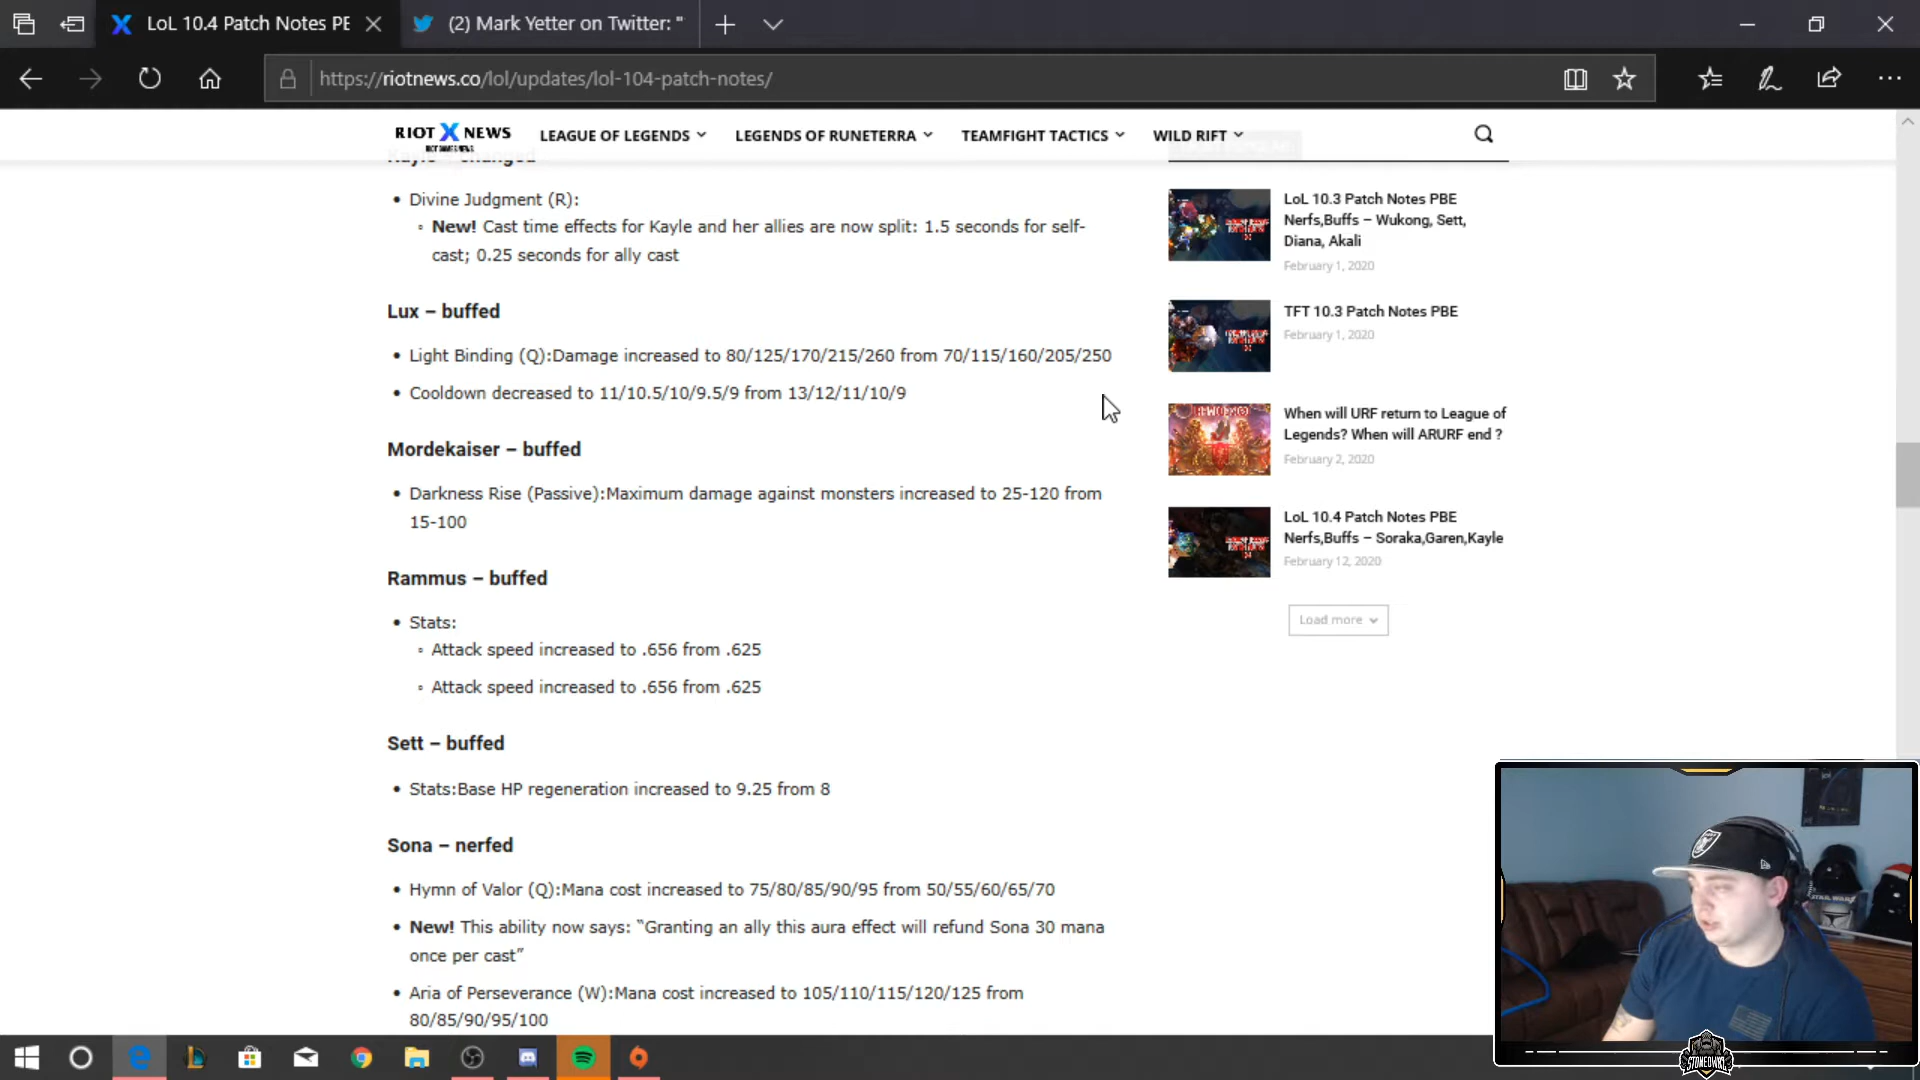 LoL 10.4 Patch Notes PE
(2) Mark Yetter on Twitter: "
https://riotnews.co/lol/updates/lol-104-patch-notes/
RIOT X NEWS
LEAGUE OF LEGENDS
LEGENDS OF RUNETERRA
TEAMFIGHT TACTICS
WILD RIFT
• Divine Judgment (R):
◦ New! Cast time effects for Kayle and her allies are now split: 1.5 seconds for self-
cast; 0.25 seconds for ally cast
Lux – buffed
• Light Binding (Q):Damage increased to 80/125/170/215/260 from 70/115/160/205/250
• Cooldown decreased to 11/10.5/10/9.5/9 from 13/12/11/10/9
Mordekaiser – buffed
• Darkness Rise (Passive):Maximum damage against monsters increased to 25-120 from
15-100
Rammus – buffed
• Stats:
◦ Attack speed increased to .656 from .625
◦ Attack speed increased to .656 from .625
Sett – buffed
• Stats:Base HP regeneration increased to 9.25 from 8
Sona – nerfed
• Hymn of Valor (Q):Mana cost increased to 75/80/85/90/95 from 50/55/60/65/70
• New! This ability now says: “Granting an ally this aura effect will refund Sona 30 mana
once per cast”
• Aria of Perseverance (W):Mana cost increased to 105/110/115/120/125 from
80/85/90/95/100
LoL 10.3 Patch Notes PBE
Nerfs,Buffs – Wukong, Sett,
Diana, Akali
February 1, 2020
TFT 10.3 Patch Notes PBE
February 1, 2020
When will URF return to League of
Legends? When will ARURF end ?
February 2, 2020
LoL 10.4 Patch Notes PBE
Nerfs,Buffs – Soraka,Garen,Kayle
February 12, 2020
Load more
STAR WARS